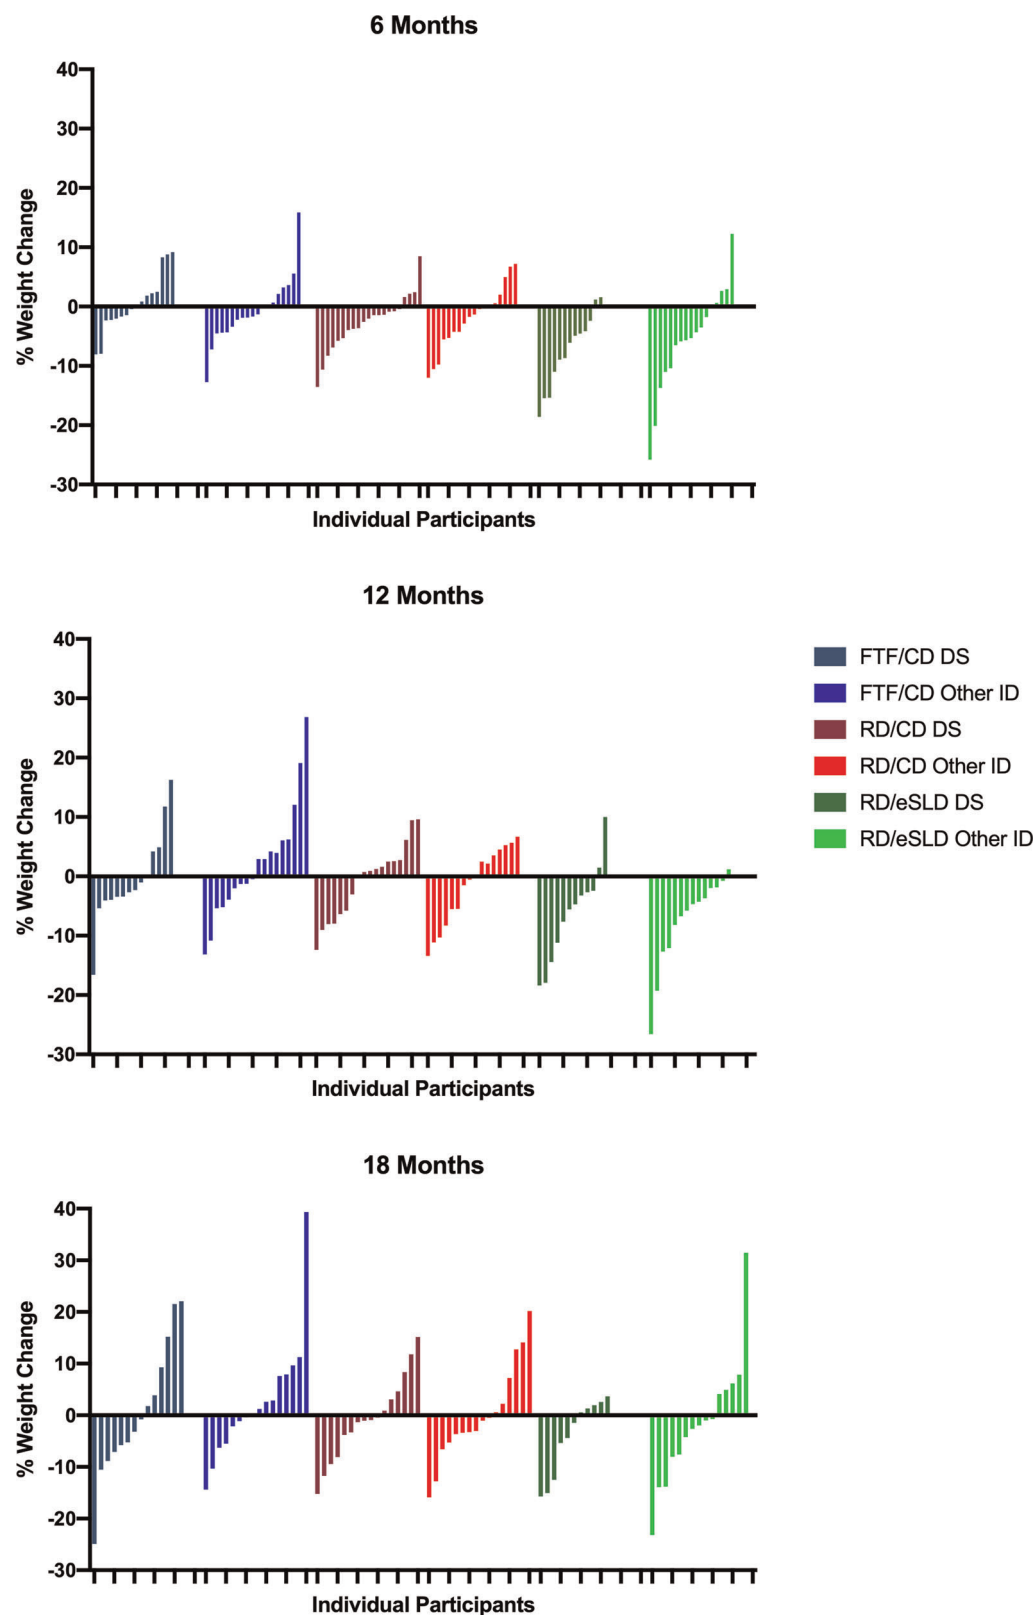 6 Months
40
30
20
10
0
-10
-20
-30
% Weight Change
Individual Participants
12 Months
40
30
20
10
0
-10
-20
-30
% Weight Change
Individual Participants
FTF/CD DS
FTF/CD Other ID
RD/CD DS
RD/CD Other ID
RD/eSLD DS
RD/eSLD Other ID
18 Months
40
30
20
10
0
-10
-20
-30
% Weight Change
Individual Participants